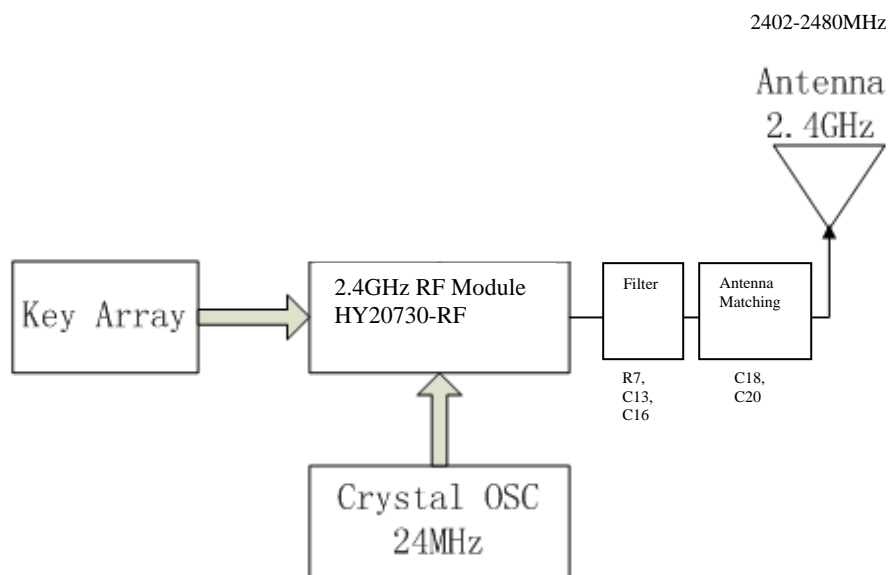 2402-2480MHz
Antenna
2.4GHz
Key Array
2.4GHz RF Module
HY20730-RF
Filter
Antenna
Matching
R7,
C13,
C16
C18,
C20
Crystal OSC
24MHz